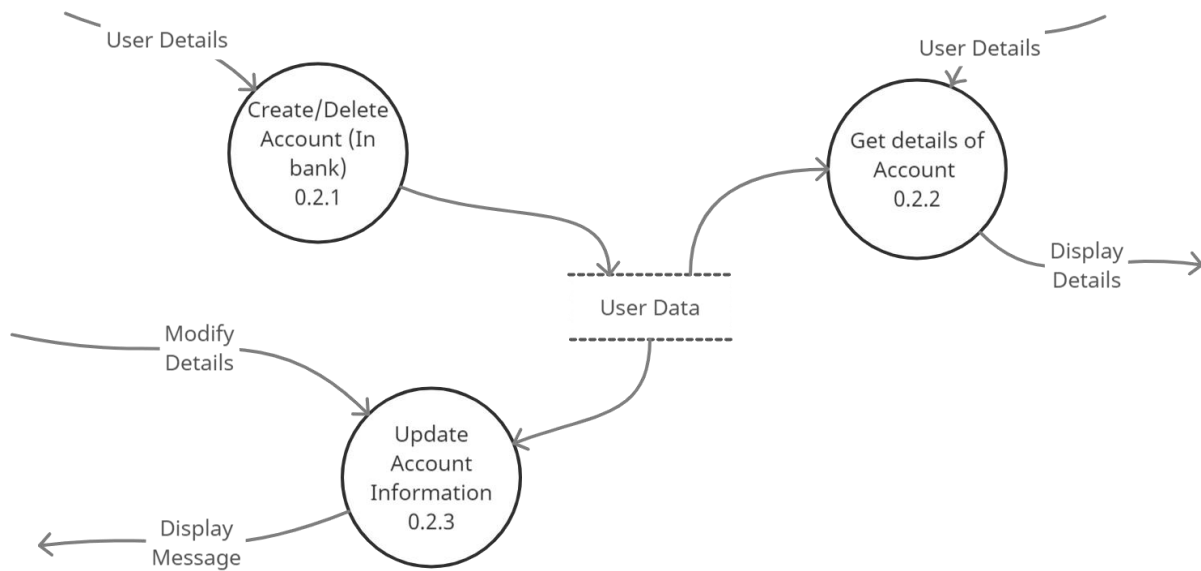 User Details
Create/Delete
Account (In
bank)
0.2.1
User Details
Get details of
Account
0.2.2
Display
Details
User Data
Modify
Details
Update
Account
Information
0.2.3
Display
Message